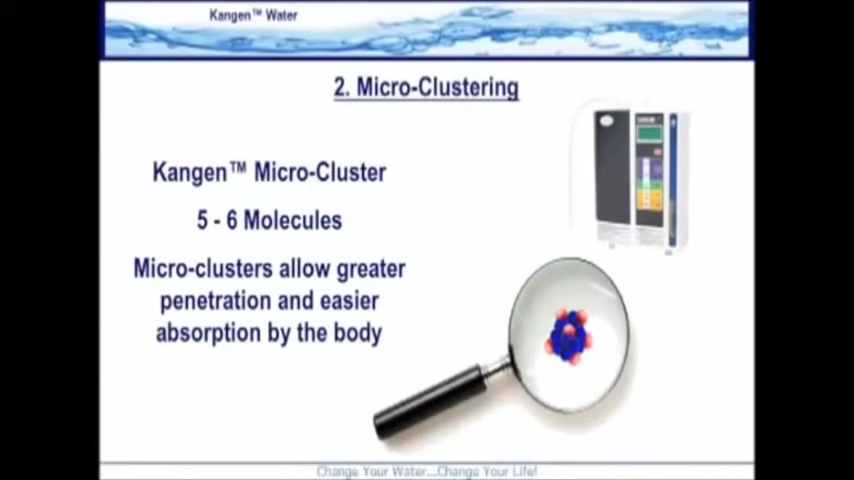 Kangen™ Water
2. Micro-Clustering
Kangen™ Micro-Cluster
5 - 6 Molecules
Micro-clusters allow greater
penetration and easier
absorption by the body
Change Your Water...Change Your Life!